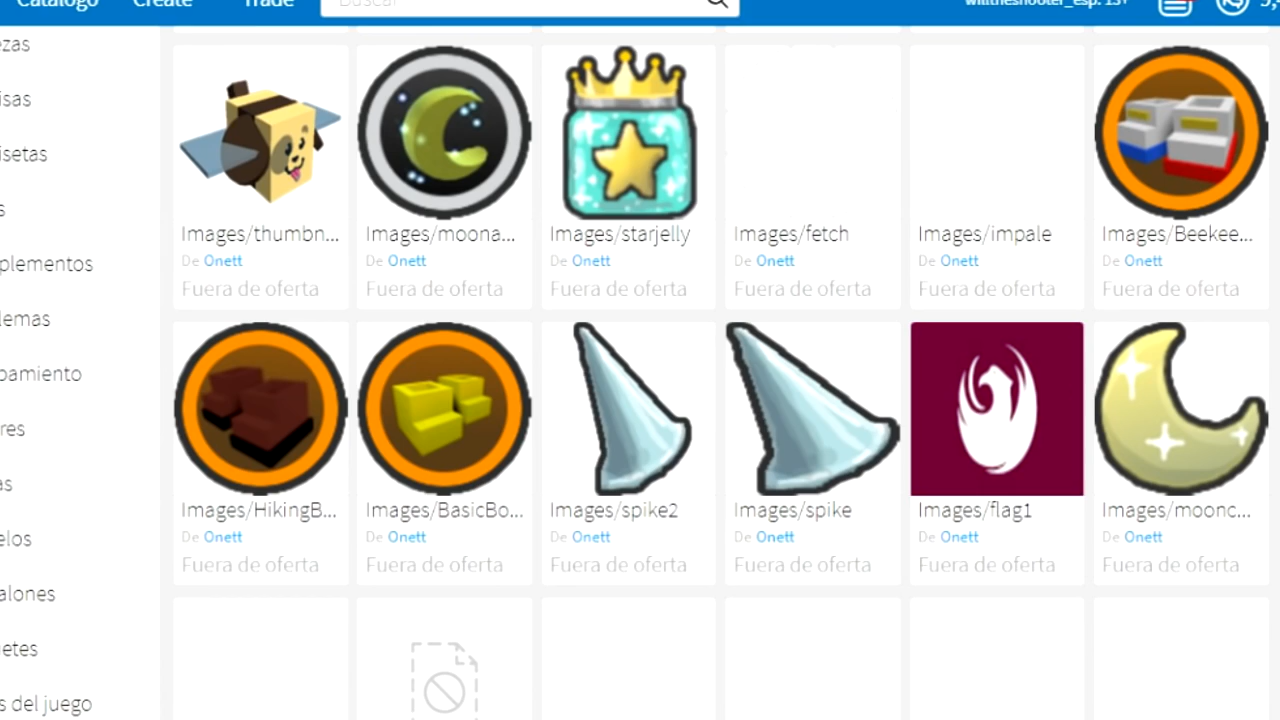 Catálogo Create Trade Buscar willtheshooter_esp: 13+
ezas
isas
isetas
s
plementos
lemas
pamiento
res
as
elos
alones
etes
s del juego
Images/thumbn... Images/moona... Images/starjelly Images/fetch Images/impale Images/Beekee...
De Onett De Onett De Onett De Onett De Onett De Onett
Fuera de oferta Fuera de oferta Fuera de oferta Fuera de oferta Fuera de oferta Fuera de oferta
Images/HikingB... Images/BasicBo... Images/spike2 Images/spike Images/flag1 Images/moonc...
De Onett De Onett De Onett De Onett De Onett De Onett
Fuera de oferta Fuera de oferta Fuera de oferta Fuera de oferta Fuera de oferta Fuera de oferta